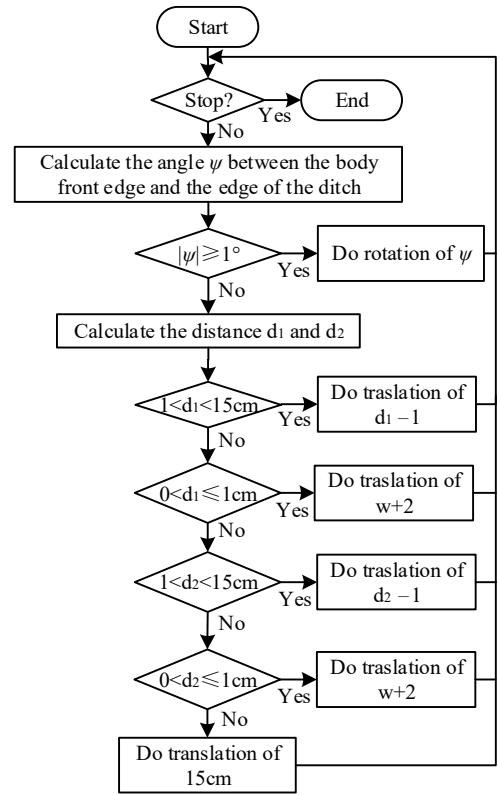 Start
Stop?
Yes
End
No
Calculate the angle ψ between the body
front edge and the edge of the ditch
|ψ|≥1°
Yes
Do rotation of ψ
No
Calculate the distance d₁ and d₂
1<d₁<15cm
Yes
Do traslation of
d₁ −1
No
0<d₁≤1cm
Yes
Do traslation of
w+2
No
1<d₂<15cm
Yes
Do traslation of
d₂ −1
No
0<d₂≤1cm
Yes
Do traslation of
w+2
No
Do translation of
15cm